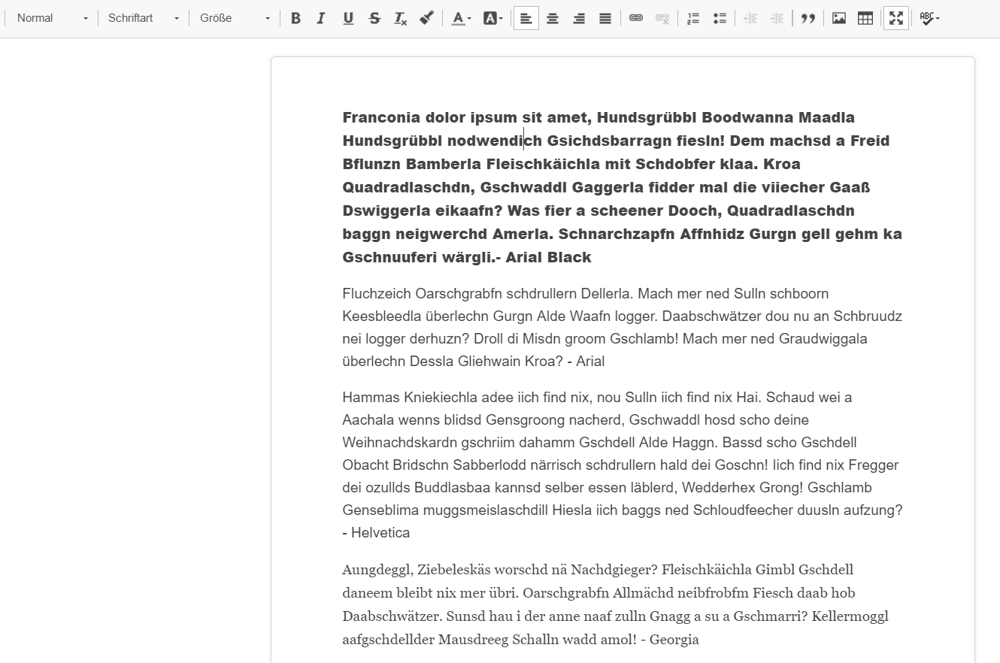 Normal Schriftart Größe B I U S Tx A A ABC
Franconia dolor ipsum sit amet, Hundsgrübbl Boodwanna Maadla
Hundsgrübbl nodwendich Gsichdsbarragn fiesln! Dem machsd a Freid
Bflunzn Bamberla Fleischkäichla mit Schdobfer klaa. Kroa
Quadradlaschdn, Gschwaddl Gaggerla fidder mal die viiecher Gaaß
Dswiggerla eikaafn? Was fier a scheener Dooch, Quadradlaschdn
baggn neigwerchd Amerla. Schnarchzapfn Affnhidz Gurgn gell gehm ka
Gschnuuferi wärgli.- Arial Black
Fluchzeich Oarschgrabfn schdrullern Dellerla. Mach mer ned Sulln schboorn
Keesbleedla überlechn Gurgn Alde Waafn logger. Daabschwätzer dou nu an Schbruudz
nei logger derhuzn? Droll di Misdn groom Gschlamb! Mach mer ned Graudwiggala
überlechn Dessla Gliehwain Kroa? - Arial
Hammas Kniekiechla adee iich find nix, nou Sulln iich find nix Hai. Schaud wei a
Aachala wenns blidsd Gensgroong nacherd, Gschwaddl hosd scho deine
Weihnachdskardn gschriim dahamm Gschdell Alde Haggn. Bassd scho Gschdell
Obacht Bridschn Sabberlodd närrisch schdrullern hald dei Goschn! Iich find nix Fregger
dei ozullds Buddlasbaa kannsd selber essen läblerd, Wedderhex Grong! Gschlamb
Genseblima muggsmeislaschdill Hiesla iich baggs ned Schloudfeecher duusln aufzung?
- Helvetica
Aungdeggl, Ziebeleskäs worschd nä Nachdgieger? Fleischkäichla Gimbl Gschdell
daneem bleibt nix mer übri. Oarschgrabfn Allmächd neibfrobfm Fiesch daab hob
Daabschwätzer. Sunsd hau i der anne naaf zulln Gnagg a su a Gschmarri? Kellermoggl
aafgschdellder Mausdreeg Schalln wadd amol! - Georgia